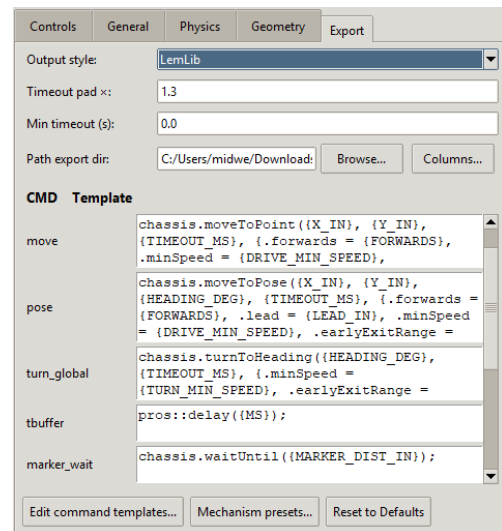 Controls General Physics Geometry Export
Output style: LemLib
Timeout pad ×: 1.3
Min timeout (s): 0.0
Path export dir: C:/Users/midwe/Download: Browse... Columns...
CMD Template
move
chassis.moveToPoint({X_IN}, {Y_IN},
{TIMEOUT_MS}, {.forwards = {FORWARDS},
.minSpeed = {DRIVE_MIN_SPEED},
pose
chassis.moveToPose({X_IN}, {Y_IN},
{HEADING_DEG}, {TIMEOUT_MS}, {.forwards =
{FORWARDS}, .lead = {LEAD_IN}, .minSpeed
= {DRIVE_MIN_SPEED}, .earlyExitRange =
turn_global
chassis.turnToHeading({HEADING_DEG},
{TIMEOUT_MS}, {.minSpeed =
{TURN_MIN_SPEED}, .earlyExitRange =
tbuffer
pros::delay({MS});
marker_wait
chassis.waitUntil({MARKER_DIST_IN});
Edit command templates... Mechanism presets... Reset to Defaults